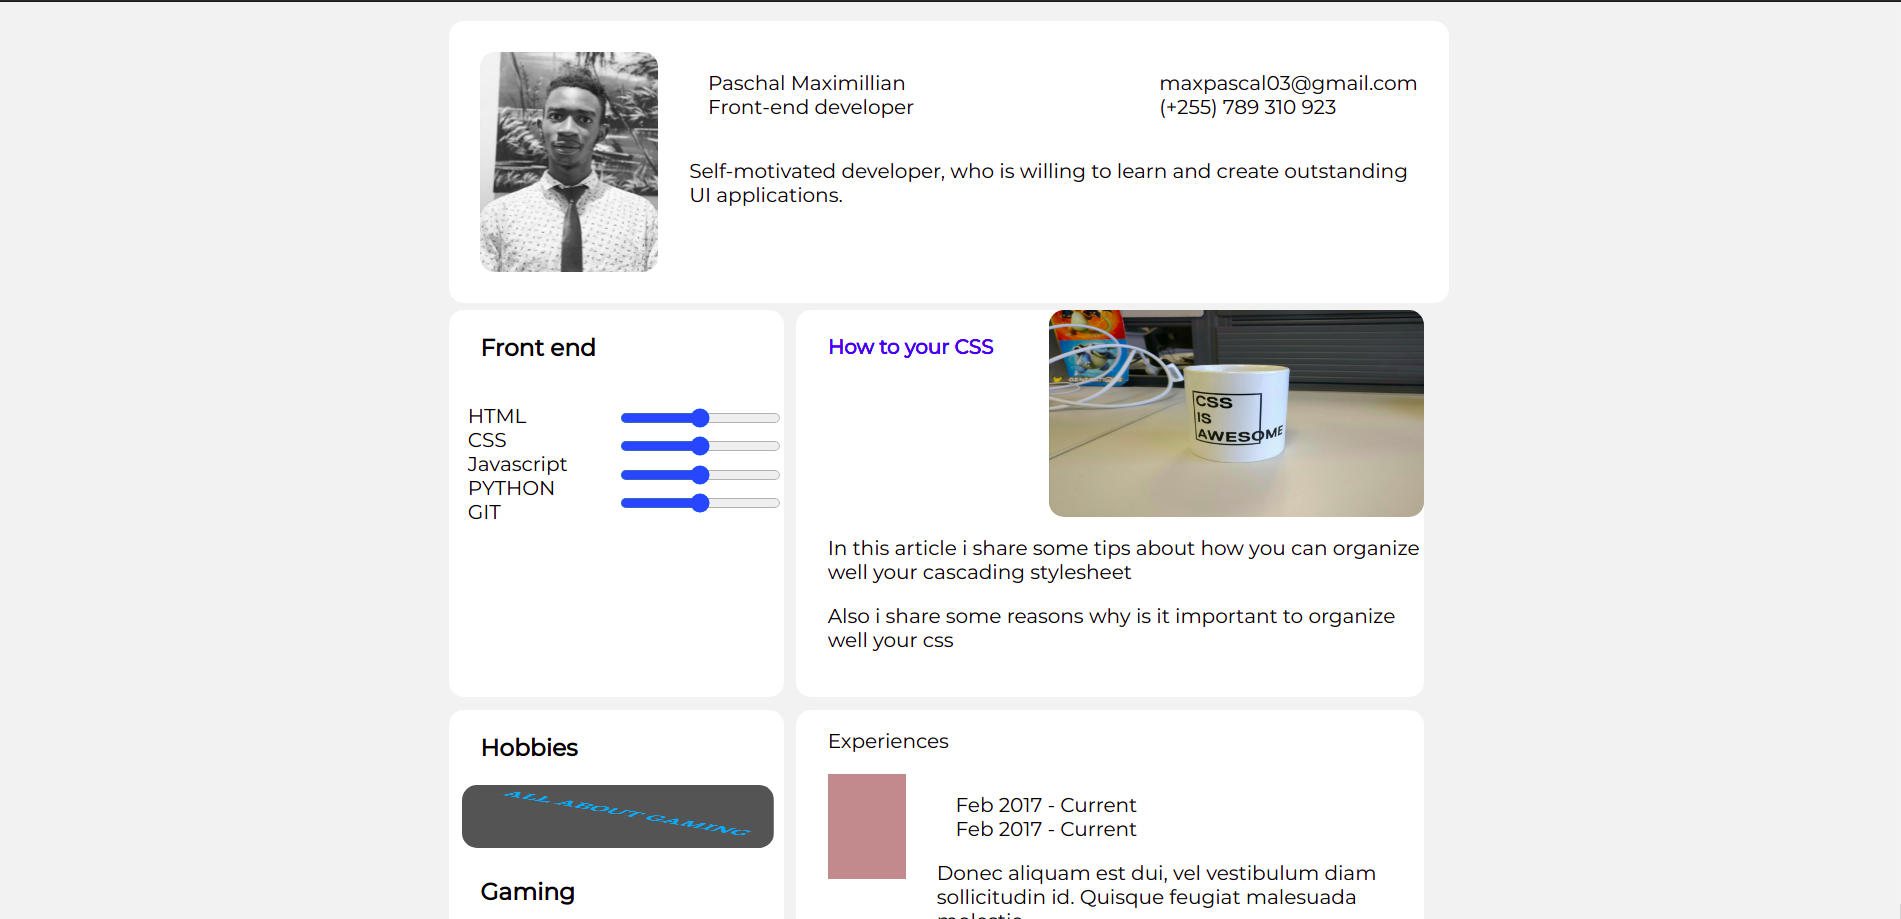 Paschal Maximillian
Front-end developer
maxpascal03@gmail.com
(+255) 789 310 923
Self-motivated developer, who is willing to learn and create outstanding
UI applications.
Front end
HTML
CSS
Javascript
PYTHON
GIT
How to your CSS
CSS
IS
AWESOME
In this article i share some tips about how you can organize
well your cascading stylesheet
Also i share some reasons why is it important to organize
well your css
Hobbies
ALL ABOUT GAMING
Gaming
Experiences
Feb 2017 - Current
Feb 2017 - Current
Donec aliquam est dui, vel vestibulum diam
sollicitudin id. Quisque feugiat malesuada